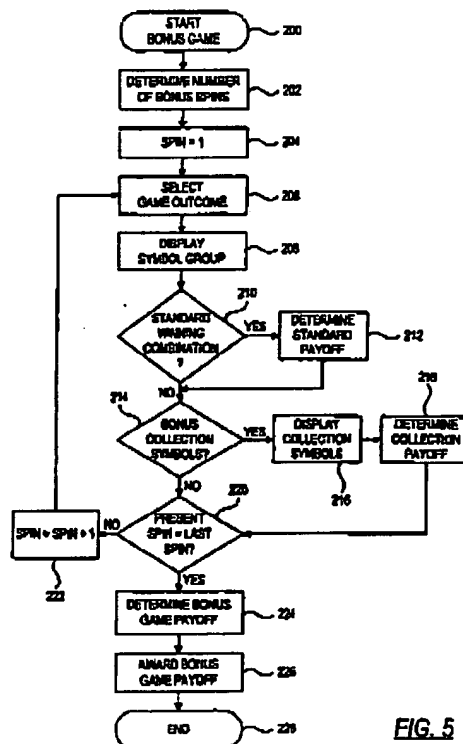 START
BONUS GAME
200
DETERMINE NUMBER
OF BONUS SPINS
202
SPIN = 1
204
SELECT
GAME OUTCOME
206
DISPLAY
SYMBOL GROUP
208
210
STANDARD
WINNING
COMBINATION
?
YES
DETERMINE
STANDARD
PAYOFF
212
NO
214
BONUS
COLLECTION
SYMBOLS?
YES
DISPLAY
COLLECTION
SYMBOLS
216
218
DETERMINE
COLLECTION
PAYOFF
NO
220
PRESENT
SPIN = LAST
SPIN?
NO
SPIN = SPIN + 1
222
YES
DETERMINE BONUS
GAME PAYOFF
224
AWARD BONUS
GAME PAYOFF
226
END
228
FIG. 5